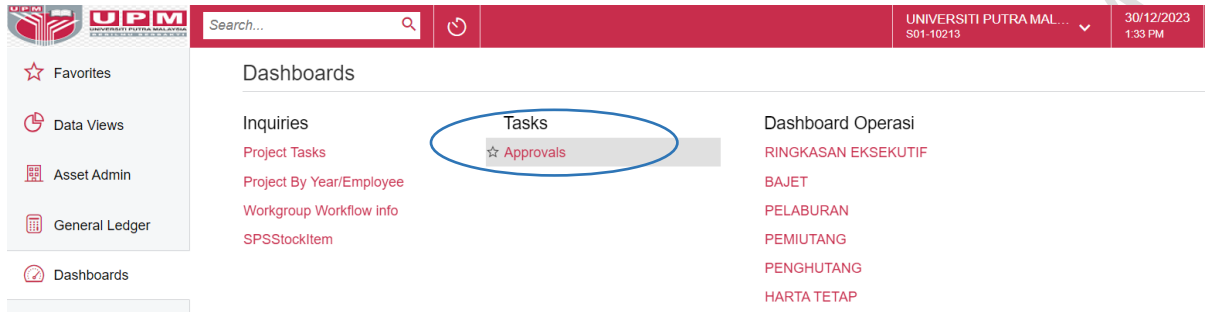 UPM
UPM
UNIVERSITI PUTRA MALAYSIA
Search...
UNIVERSITI PUTRA MAL...
S01-10213
30/12/2023
1:33 PM
Favorites
Data Views
Asset Admin
General Ledger
Dashboards
Dashboards
Inquiries
Project Tasks
Project By Year/Employee
Workgroup Workflow info
SPSStockItem
Tasks
Approvals
Dashboard Operasi
RINGKASAN EKSEKUTIF
BAJET
PELABURAN
PEMIUTANG
PENGHUTANG
HARTA TETAP